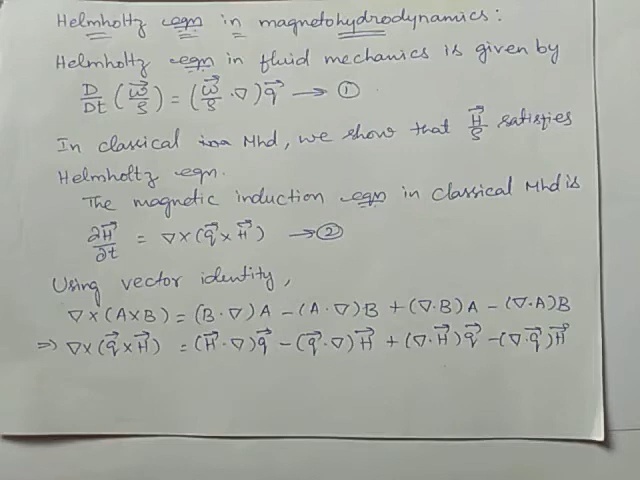 Helmholtz eqn in magnetohydrodynamics:
Helmholtz eqn in fluid mechanics is given by
D/Dt (ω⃗/ρ) = (ω⃗/ρ · ∇) q⃗ → ①
In classical Mhd, we show that H⃗/ρ satisfies
Helmholtz eqn.
The magnetic induction eqn in classical Mhd is
∂H⃗/∂t = ∇×(q⃗×H⃗) → ②
Using vector identity,
∇×(A×B) = (B·∇)A − (A·∇)B + (∇·B)A − (∇·A)B
⇒ ∇×(q⃗×H⃗) = (H⃗·∇)q⃗ − (q⃗·∇)H⃗ + (∇·H⃗)q⃗ − (∇·q⃗)H⃗